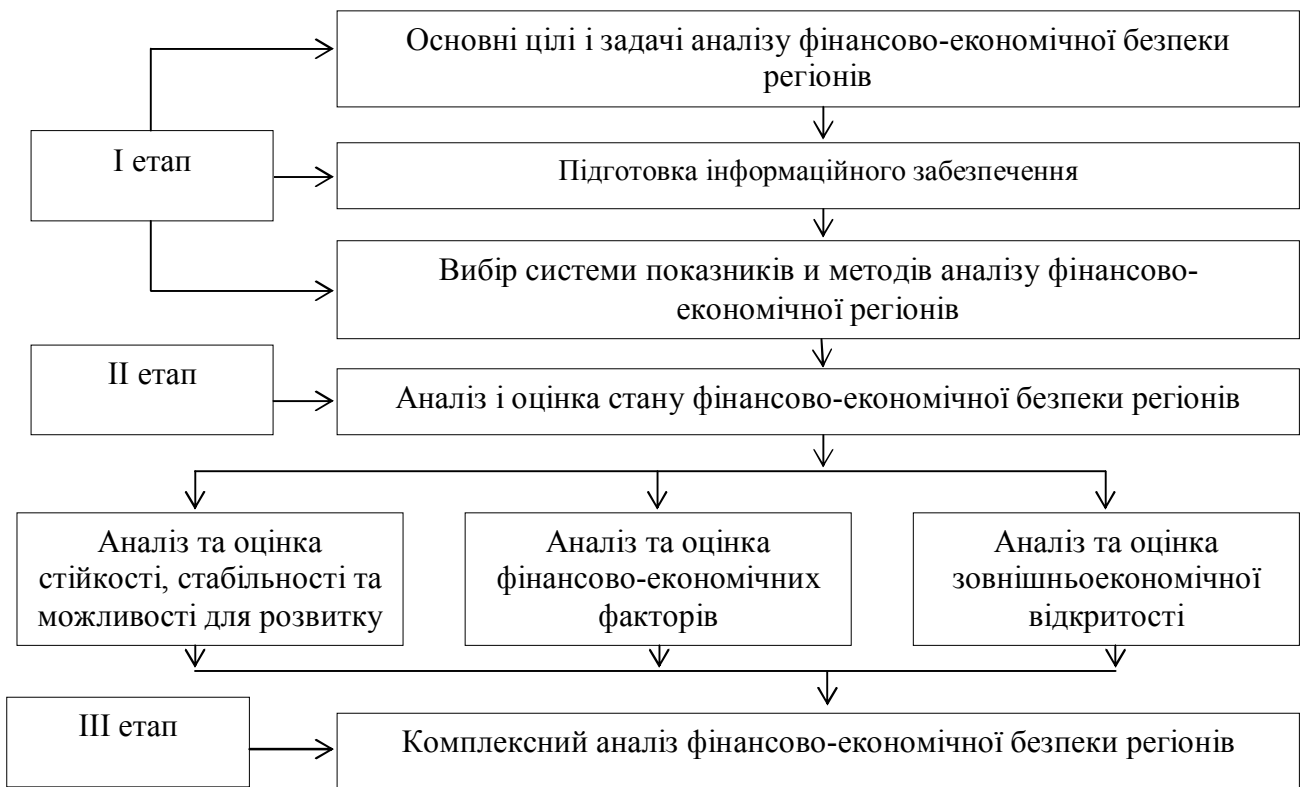 Основні цілі і задачі аналізу фінансово-економічної безпеки
регіонів
І етап
Підготовка інформаційного забезпечення
Вибір системи показників и методів аналізу фінансово-
економічної регіонів
ІІ етап
Аналіз і оцінка стану фінансово-економічної безпеки регіонів
Аналіз та оцінка
стійкості, стабільності та
можливості для розвитку
Аналіз та оцінка
фінансово-економічних
факторів
Аналіз та оцінка
зовнішньоекономічної
відкритості
ІІІ етап
Комплексний аналіз фінансово-економічної безпеки регіонів